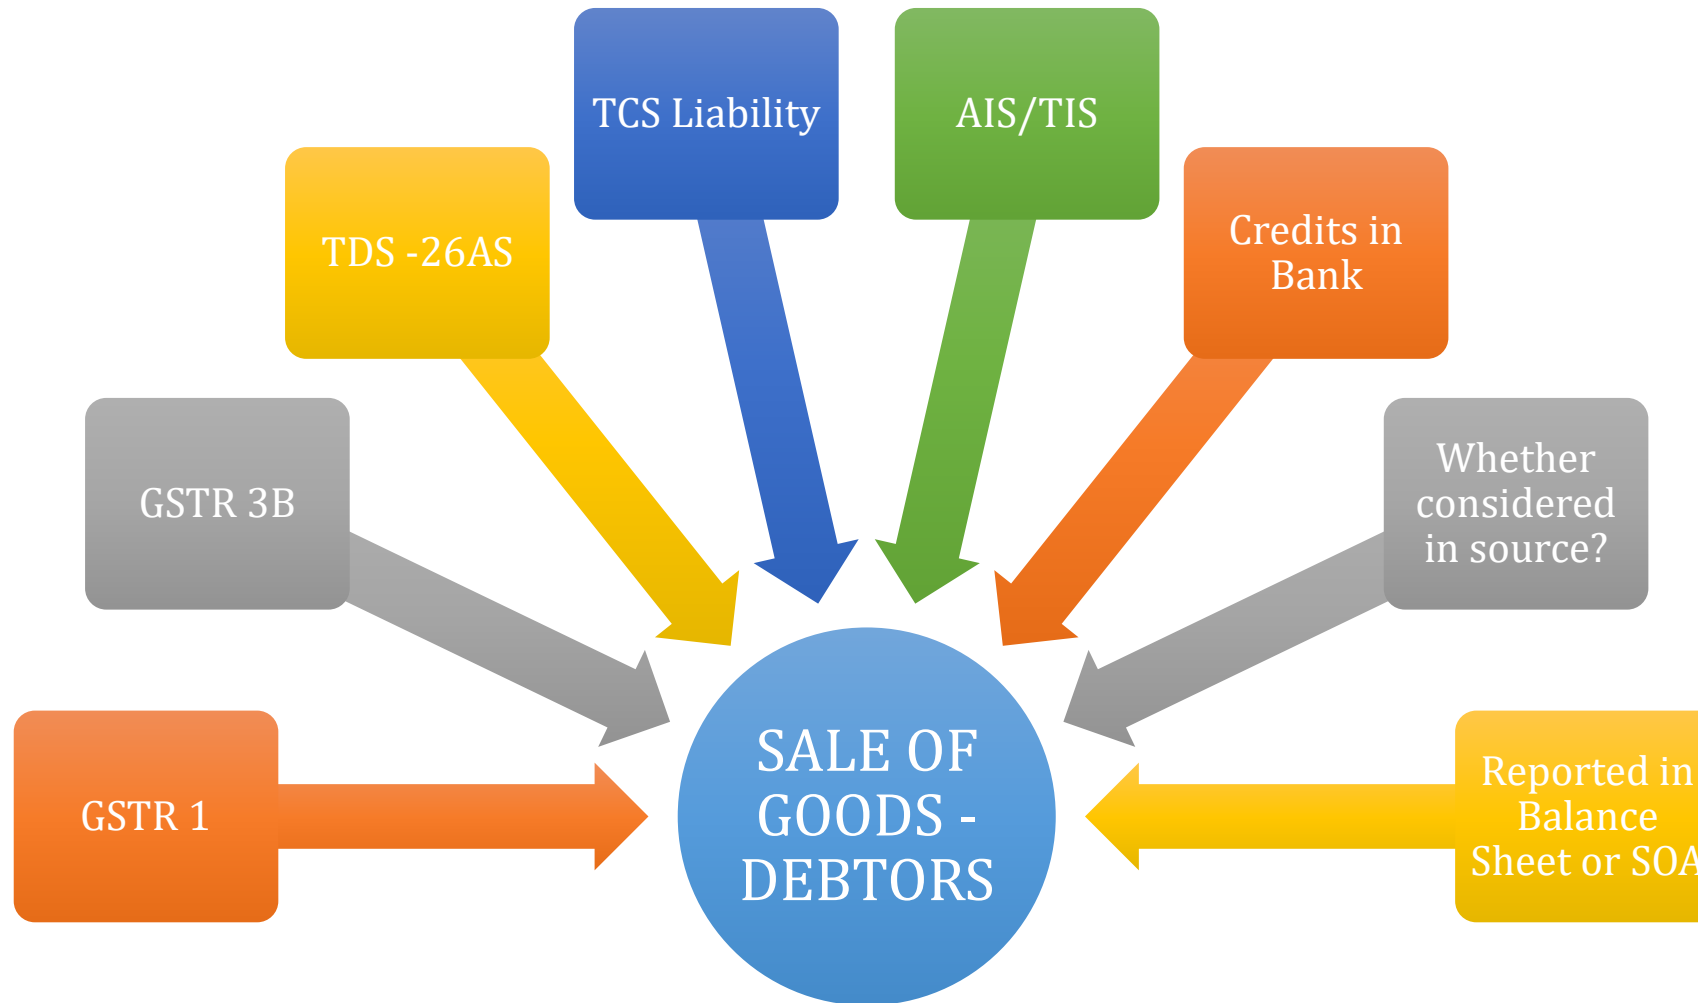 TCS Liability
AIS/TIS
TDS -26AS
Credits in
Bank
GSTR 3B
Whether
considered
in source?
GSTR 1
SALE OF
GOODS -
DEBTORS
Reported in
Balance
Sheet or SOA